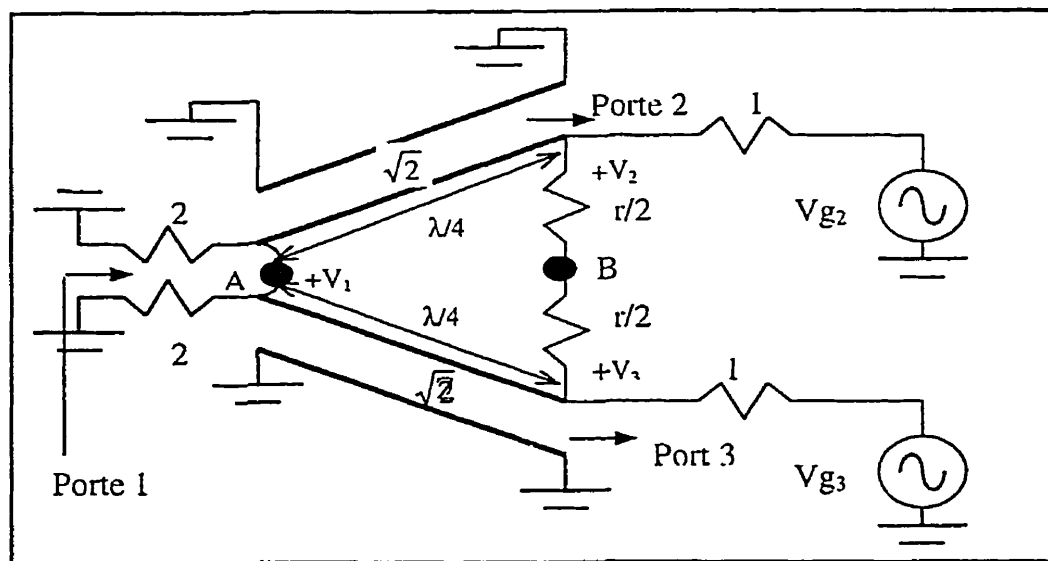 Porte 2
1
√2
+V₂
2
r/2
Vg₂
λ/4
A
+V₁
B
λ/4
r/2
2
+V₃
1
√2
Port 3
Vg₃
Porte 1